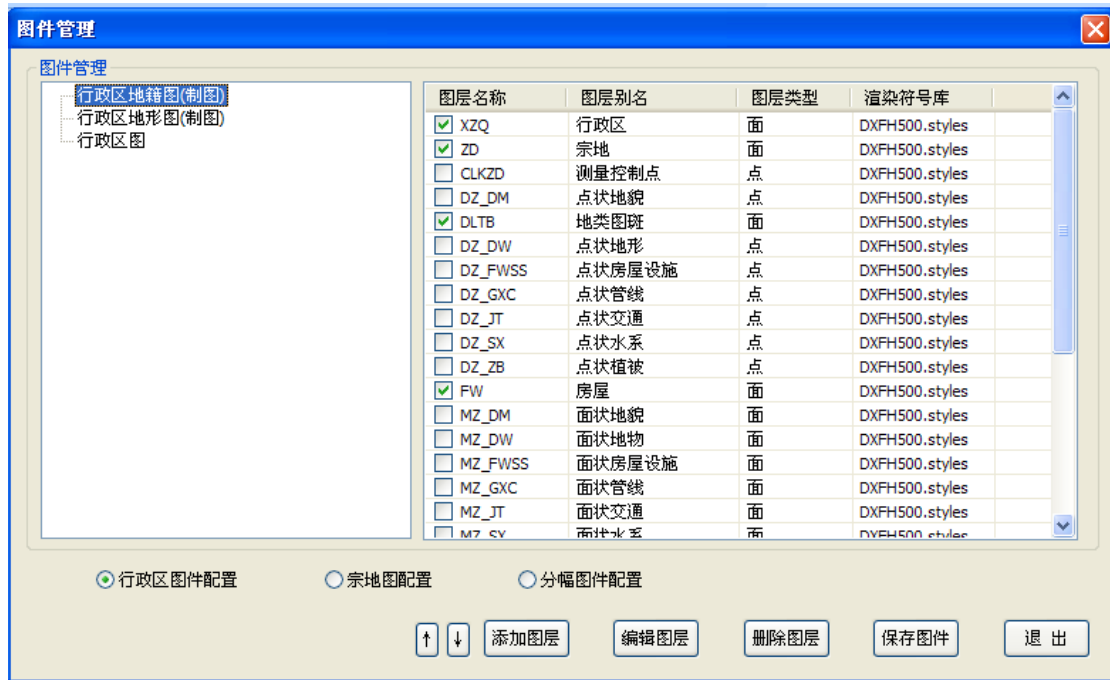 图件管理
图件管理
行政区地籍图(制图)
行政区地形图(制图)
行政区图
图层名称 图层别名 图层类型 渲染符号库
XZQ 行政区 面 DXFH500.styles
ZD 宗地 面 DXFH500.styles
CLKZD 测量控制点 点 DXFH500.styles
DZ_DM 点状地貌 点 DXFH500.styles
DLTB 地类图斑 面 DXFH500.styles
DZ_DW 点状地形 点 DXFH500.styles
DZ_FWSS 点状房屋设施 点 DXFH500.styles
DZ_GXC 点状管线 点 DXFH500.styles
DZ_JT 点状交通 点 DXFH500.styles
DZ_SX 点状水系 点 DXFH500.styles
DZ_ZB 点状植被 点 DXFH500.styles
FW 房屋 面 DXFH500.styles
MZ_DM 面状地貌 面 DXFH500.styles
MZ_DW 面状地物 面 DXFH500.styles
MZ_FWSS 面状房屋设施 面 DXFH500.styles
MZ_GXC 面状管线 面 DXFH500.styles
MZ_JT 面状交通 面 DXFH500.styles
MZ_SX 面状水系 面 DXFH500.styles
行政区图件配置 宗地图配置 分幅图件配置
↑ ↓ 添加图层 编辑图层 删除图层 保存图件 退 出